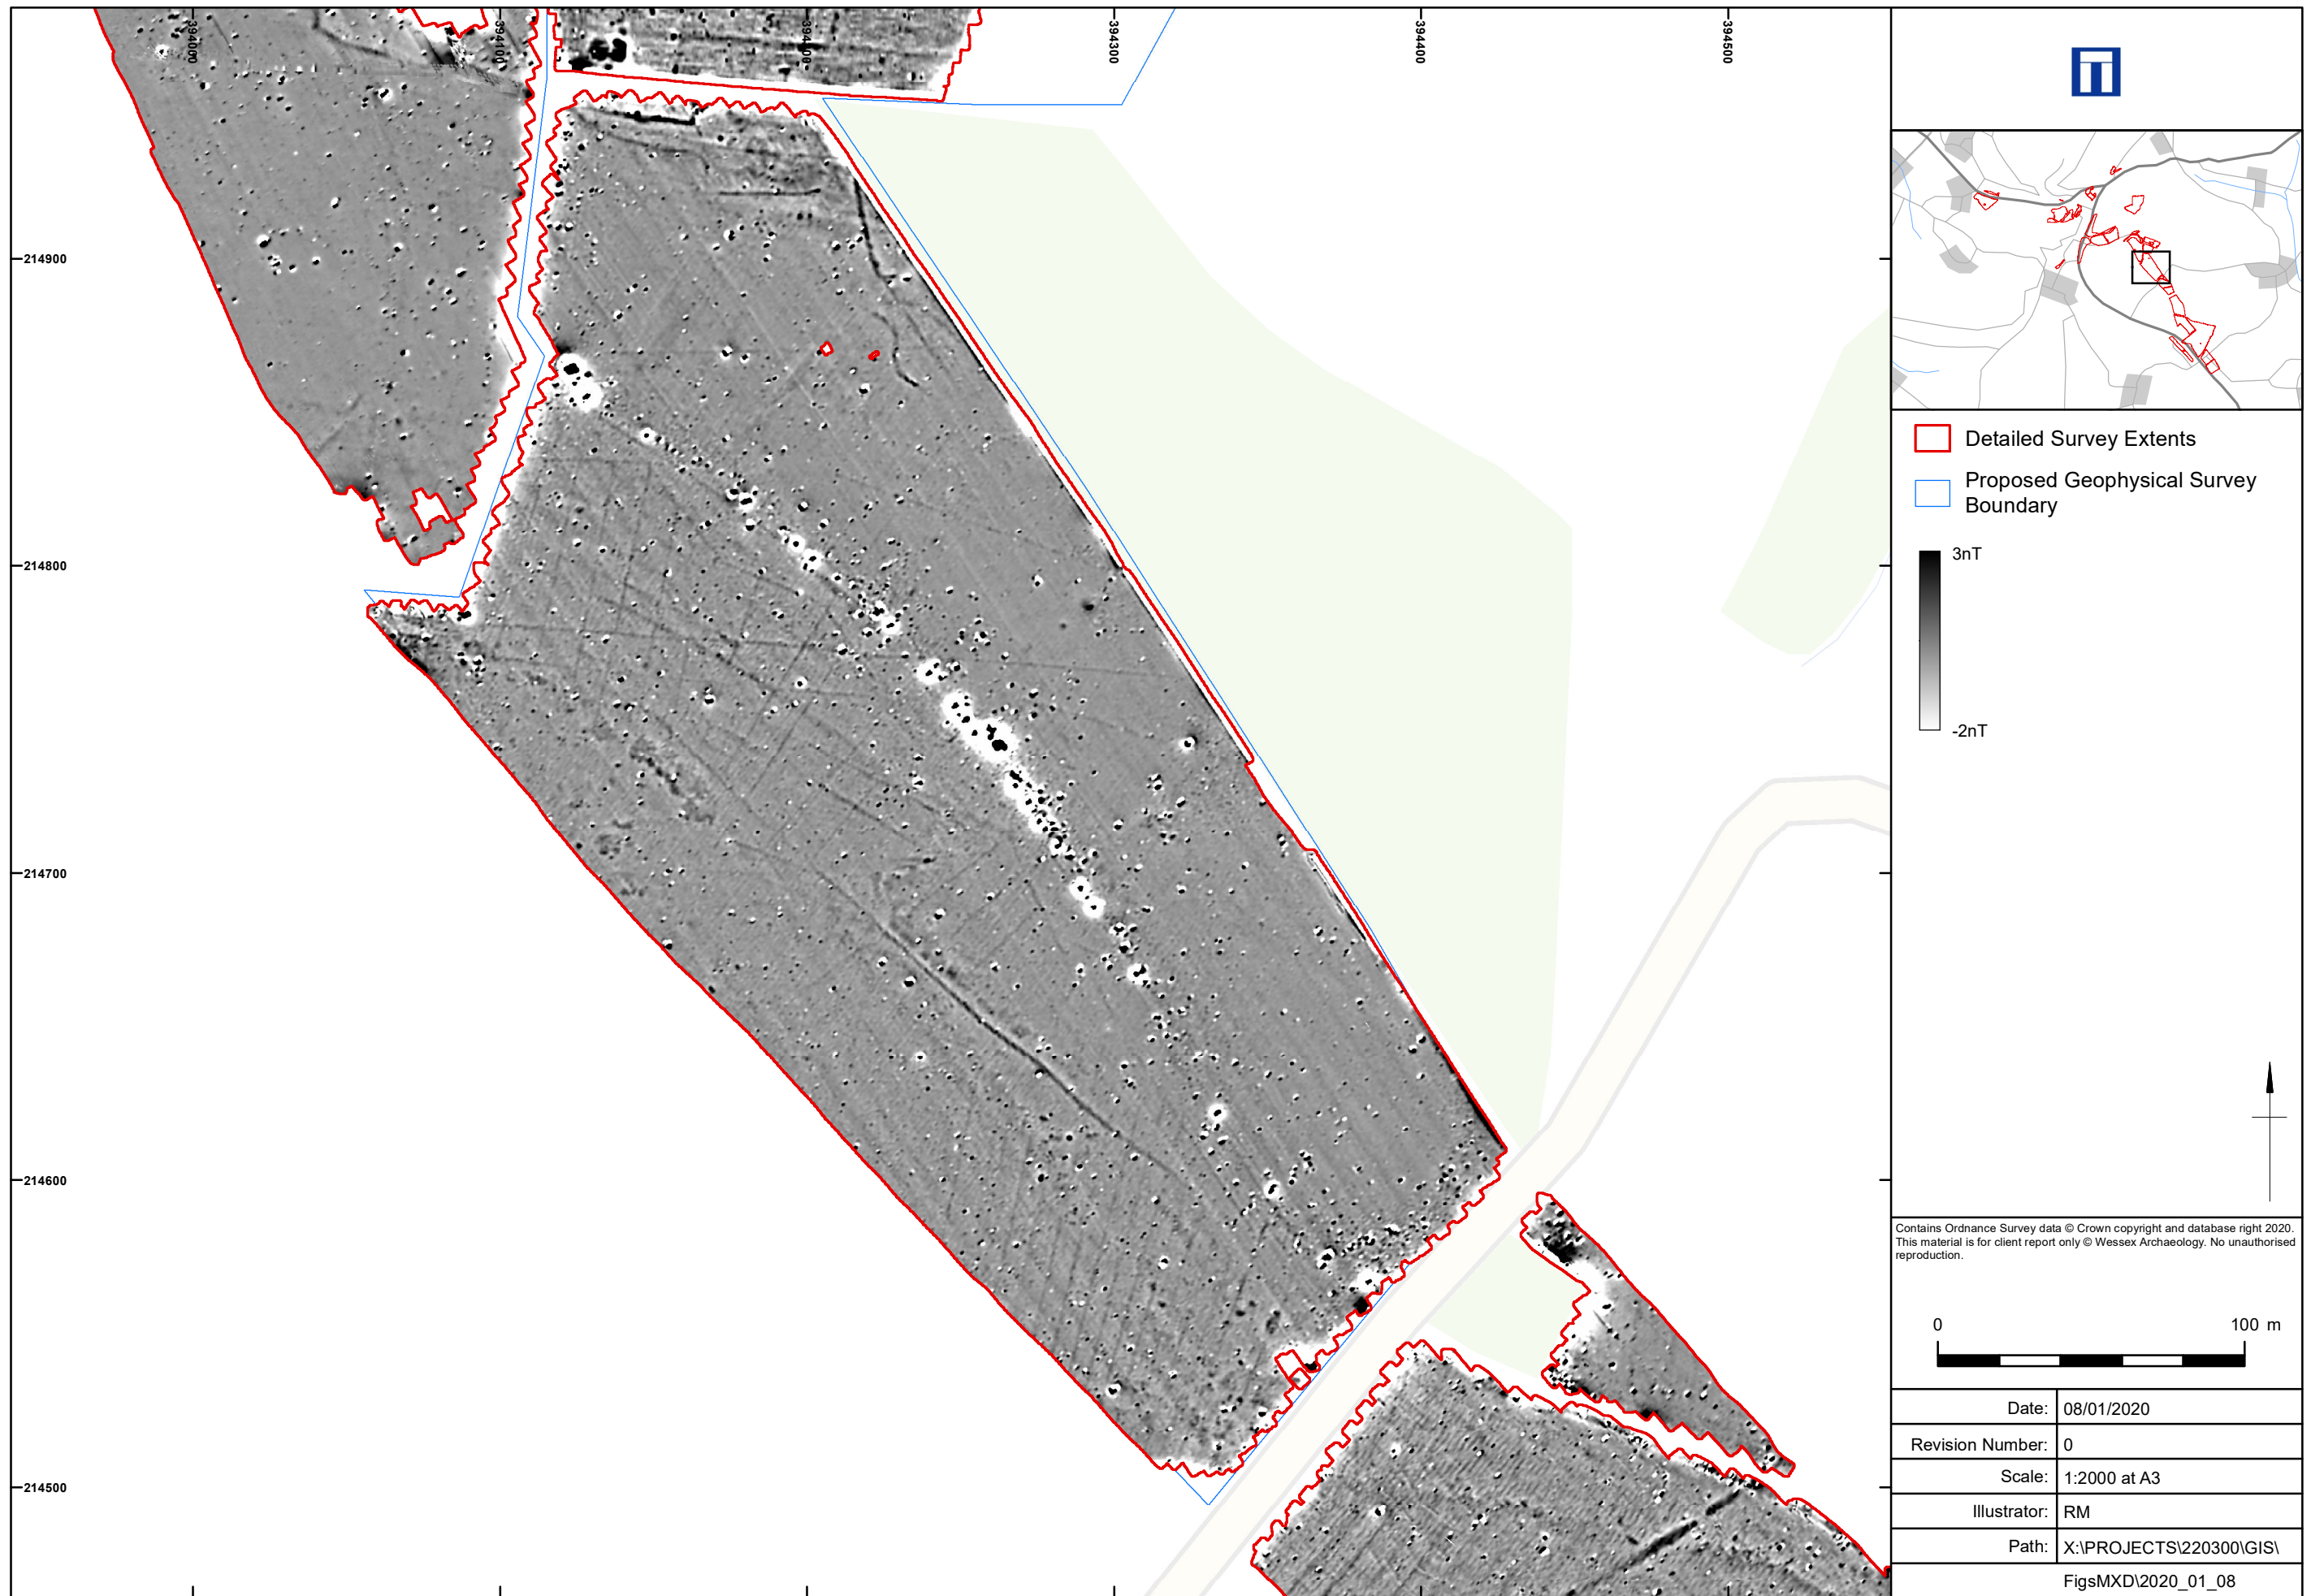 394000
394100
394200
394300
394400
394500
214900
214800
214700
214600
214500
Detailed Survey Extents
Proposed Geophysical Survey
Boundary
3nT
-2nT
Contains Ordnance Survey data © Crown copyright and database right 2020.
This material is for client report only © Wessex Archaeology. No unauthorised
reproduction.
0 100 m
Date: 08/01/2020
Revision Number: 0
Scale: 1:2000 at A3
Illustrator: RM
Path: X:\PROJECTS\220300\GIS\
FigsMXD\2020_01_08